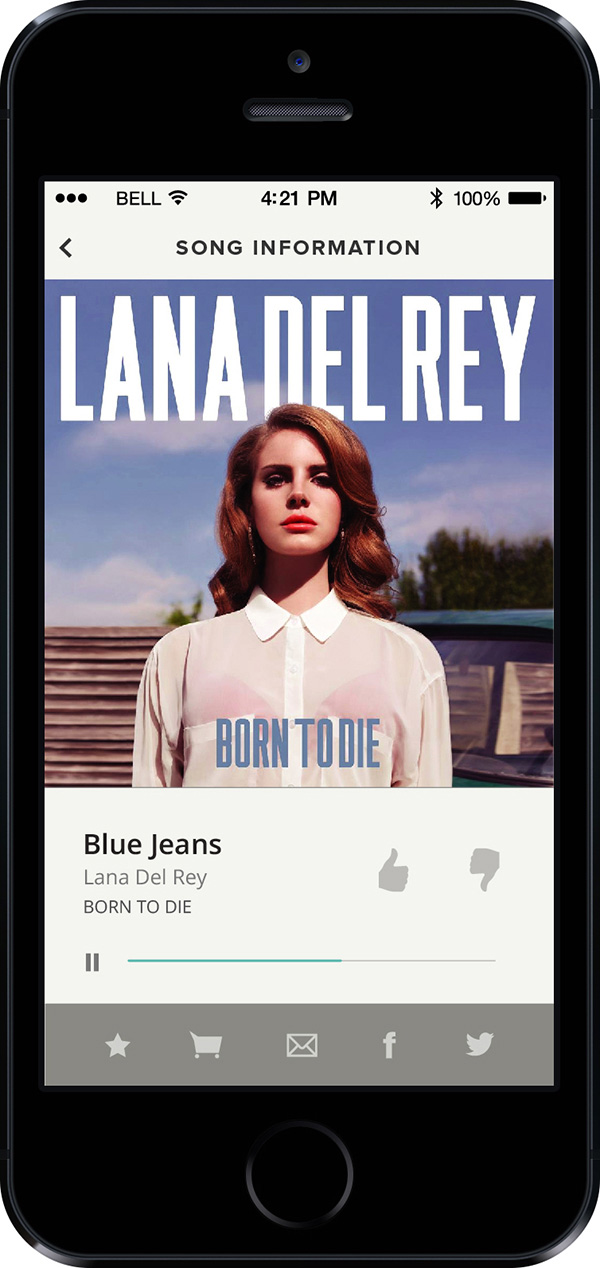 BELL 4:21 PM 100%
SONG INFORMATION
LANA DEL REY
BORN TO DIE
Blue Jeans
Lana Del Rey
BORN TO DIE